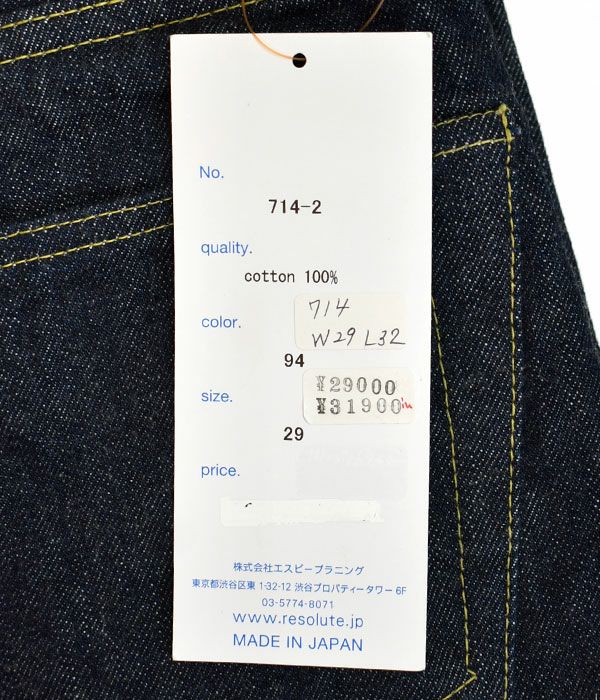 No.
714-2
quality.
cotton 100%
714
color.
W29 L32
94
¥29000
size.
¥31900 in
29
price.
株式会社エスピープラニング
東京都渋谷区東 1-32-12 渋谷プロパティータワー 6F
03-5774-8071
www.resolute.jp
MADE IN JAPAN